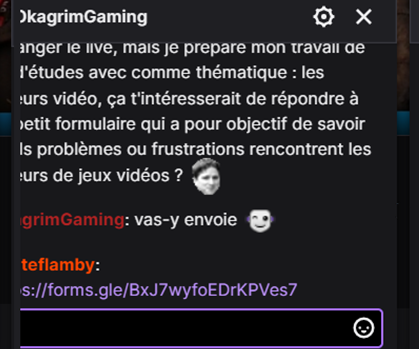 OkagrimGaming
anger le live, mais je prépare mon travail de
d'études avec comme thématique : les
eurs vidéo, ça t'intéresserait de répondre à
petit formulaire qui a pour objectif de savoir
ls problèmes ou frustrations rencontrent les
eurs de jeux vidéos ?
agrimGaming: vas-y envoie
teflamby:
s://forms.gle/BxJ7wyfoEDrKPVes7